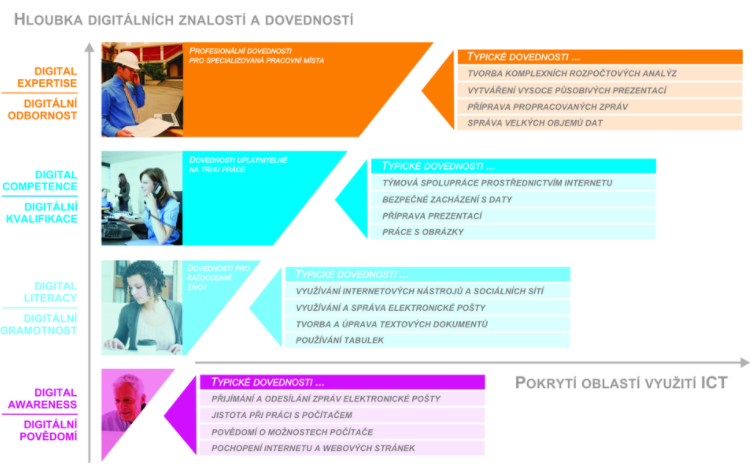 HLOUBKA DIGITÁLNÍCH ZNALOSTÍ A DOVEDNOSTÍ
DIGITAL
EXPERTISE
DIGITÁLNÍ
ODBORNOST
PROFESIONÁLNÍ DOVEDNOSTI
PRO SPECIALIZOVANÁ PRACOVNÍ MÍSTA
TYPICKÉ DOVEDNOSTI ...
TVORBA KOMPLEXNÍCH ROZPOČTOVÝCH ANALÝZ
VYTVÁŘENÍ VYSOCE PŮSOBIVÝCH PREZENTACÍ
PŘÍPRAVA PROPRACOVANÝCH ZPRÁV
SPRÁVA VELKÝCH OBJEMŮ DAT
DIGITAL
COMPETENCE
DIGITÁLNÍ
KVALIFIKACE
DOVEDNOSTI UPLATNITELNÉ
NA TRHU PRÁCE
TYPICKÉ DOVEDNOSTI ...
TÝMOVÁ SPOLUPRÁCE PROSTŘEDNICTVÍM INTERNETU
BEZPEČNÉ ZACHÁZENÍ S DATY
PŘÍPRAVA PREZENTACÍ
PRÁCE S OBRÁZKY
DIGITAL
LITERACY
DIGITÁLNÍ
GRAMOTNOST
DOVEDNOSTI PRO
KAŽDODENNÍ
ŽIVOT
TYPICKÉ DOVEDNOSTI ...
VYUŽÍVÁNÍ INTERNETOVÝCH NÁSTROJŮ A SOCIÁLNÍCH SÍTÍ
VYUŽÍVÁNÍ A SPRÁVA ELEKTRONICKÉ POŠTY
TVORBA A ÚPRAVA TEXTOVÝCH DOKUMENTŮ
POUŽÍVÁNÍ TABULEK
POKRYTÍ OBLASTÍ VYUŽITÍ ICT
DIGITAL
AWARENESS
DIGITÁLNÍ
POVĚDOMÍ
TYPICKÉ DOVEDNOSTI ...
PŘIJÍMÁNÍ A ODESÍLÁNÍ ZPRÁV ELEKTRONICKÉ POŠTY
JISTOTA PŘI PRÁCI S POČÍTAČEM
POVĚDOMÍ O MOŽNOSTECH POČÍTAČE
POCHOPENÍ INTERNETU A WEBOVÝCH STRÁNEK